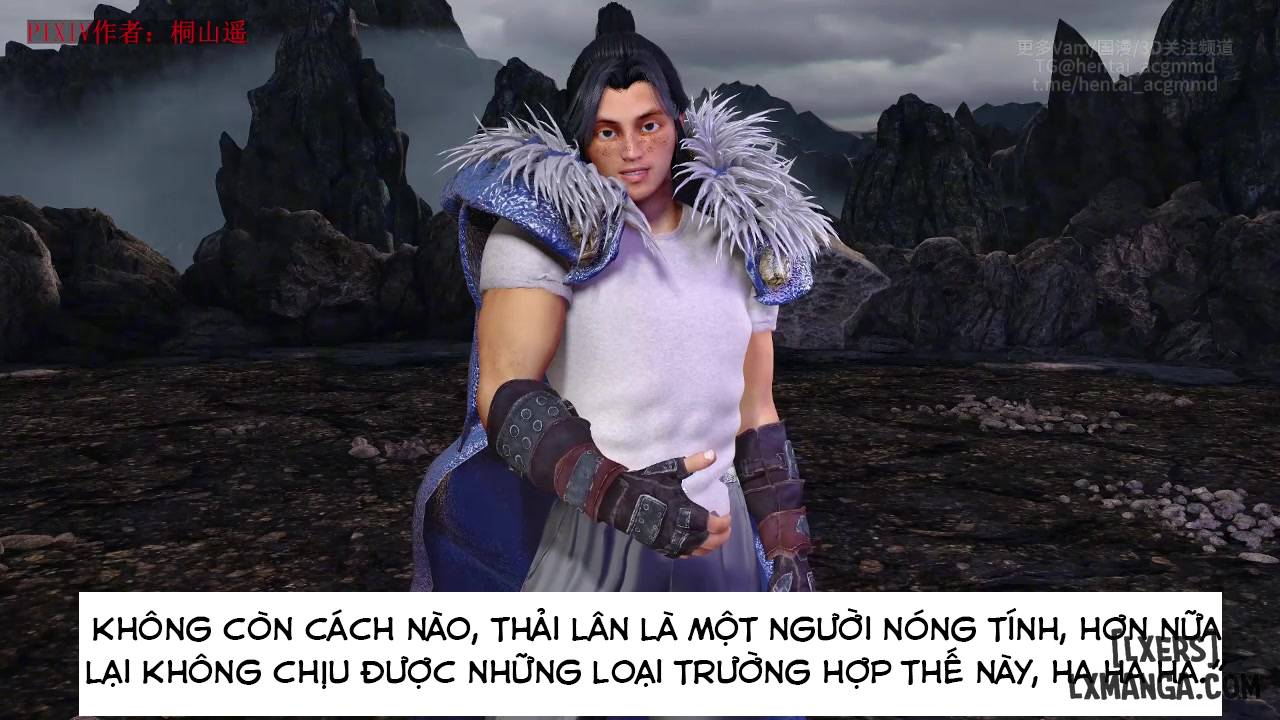 PIXIV作者：桐山遥
更多Vam/国漫/3D关注频道
TG@hentai_acgmmd
t.me/hentai_acgmmd
KHÔNG CÒN CÁCH NÀO, THẢI LÂN LÀ MỘT NGƯỜI NÓNG TÍNH, HƠN NỮA
LẠI KHÔNG CHỊU ĐƯỢC NHỮNG LOẠI TRƯỜNG HỢP THẾ NÀY, HA HA HA."
[LXERS]
LXMANGA.COM